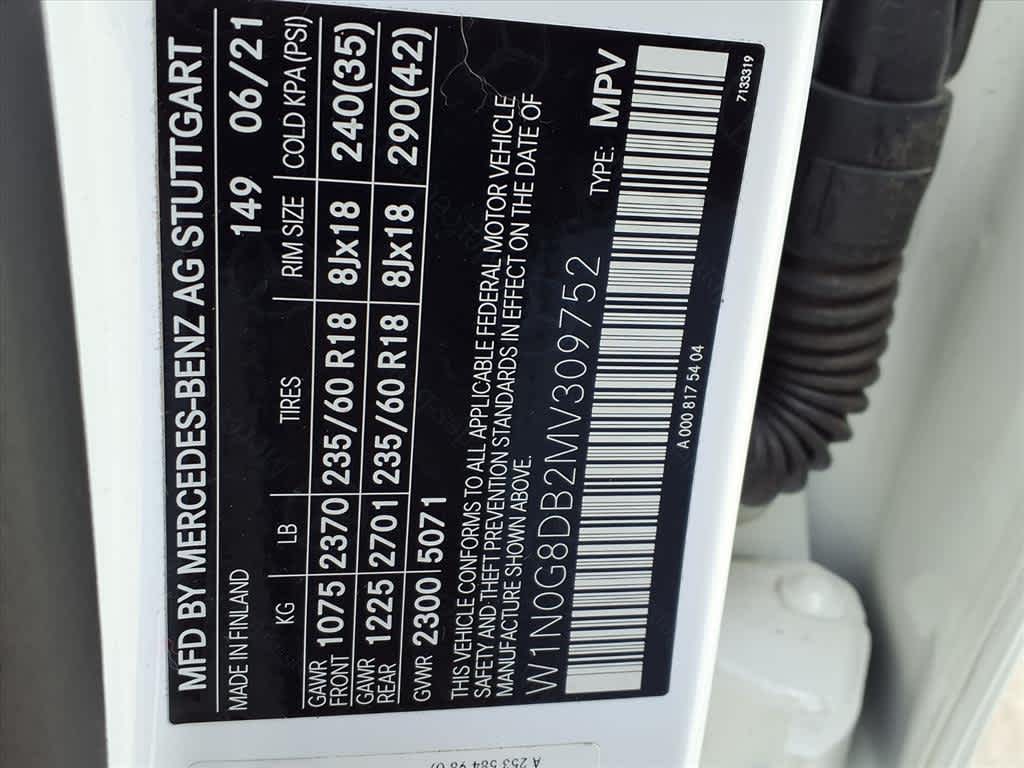 MFD BY MERCEDES-BENZ AG STUTTGART
MADE IN FINLAND 149 06/21
KG LB TIRES RIM SIZE COLD KPA (PSI)
GAWR FRONT 1075 2370 235/60 R18 8Jx18 240(35)
GAWR REAR 1225 2701 235/60 R18 8Jx18 290(42)
GWR 2300 5071
THIS VEHICLE CONFORMS TO ALL APPLICABLE FEDERAL MOTOR VEHICLE
SAFETY AND THEFT PREVENTION STANDARDS IN EFFECT ON THE DATE OF
MANUFACTURE SHOWN ABOVE.
W1N0G8DB2MV309752 TYPE: MPV
A 000 817 54 04 7133319
A 253 584